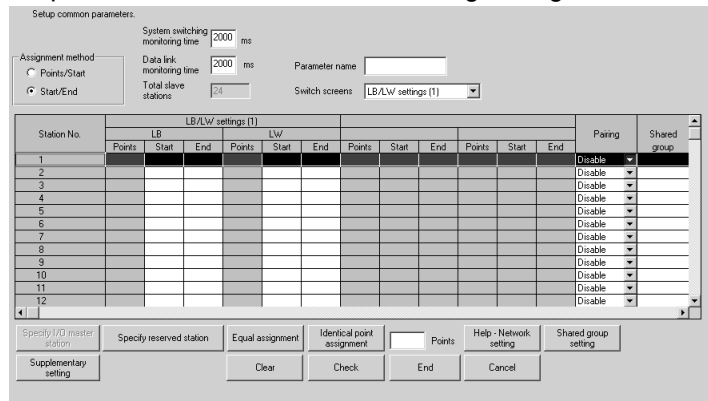 Setup common parameters.
System switching monitoring time 2000 ms
Assignment method
Points/Start
Start/End
Data link monitoring time 2000 ms
Total slave stations 24
Parameter name
Switch screens LB/LW settings (1)
Station No. LB/LW settings (1) Pairing Shared group
LB LW
Points Start End Points Start End Points Start End Points Start End
1 Disable
2 Disable
3 Disable
4 Disable
5 Disable
6 Disable
7 Disable
8 Disable
9 Disable
10 Disable
11 Disable
12 Disable
Specify I/O master station
Specify reserved station
Equal assignment
Identical point assignment
Points
Help - Network setting
Shared group setting
Supplementary setting
Clear
Check
End
Cancel